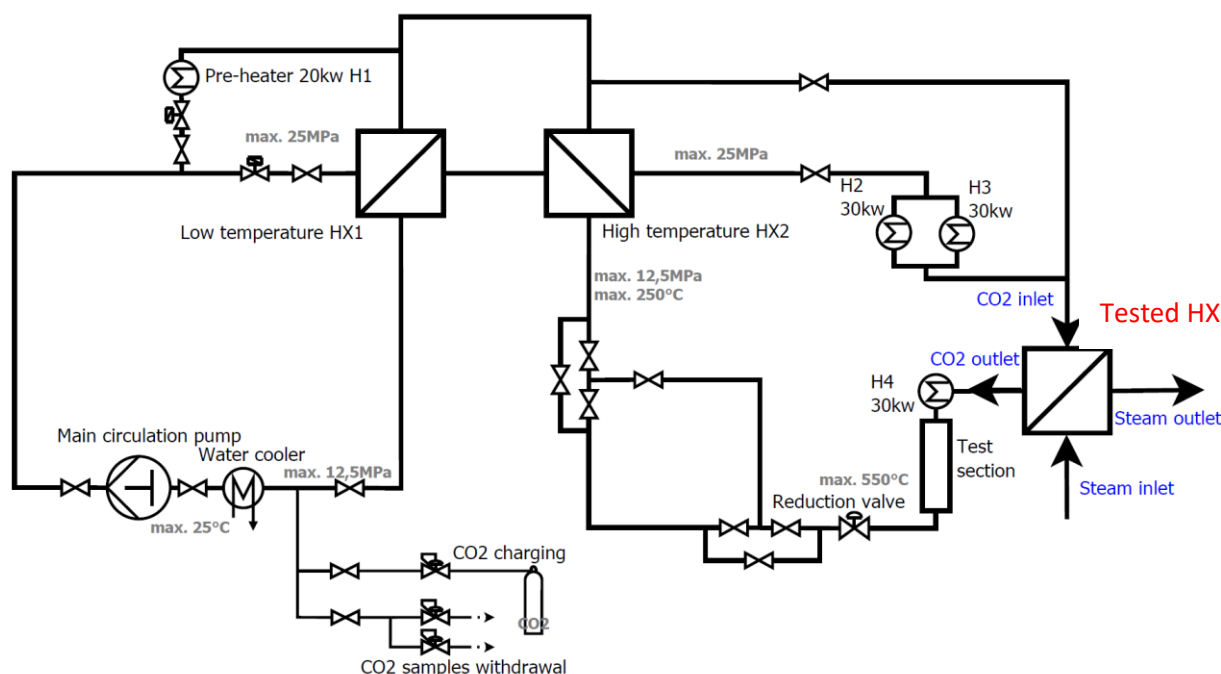 Pre-heater 20kw H1
max. 25MPa
max. 25MPa
H2
30kw
H3
30kw
Low temperature HX1
High temperature HX2
max. 12,5MPa
max. 250°C
CO2 inlet
Tested HX
CO2 outlet
H4
30kw
Steam outlet
Main circulation pump
Water cooler
max. 12,5MPa
Test
section
max. 550°C
Reduction valve
Steam inlet
max. 25°C
CO2 charging
CO2
CO2 samples withdrawal